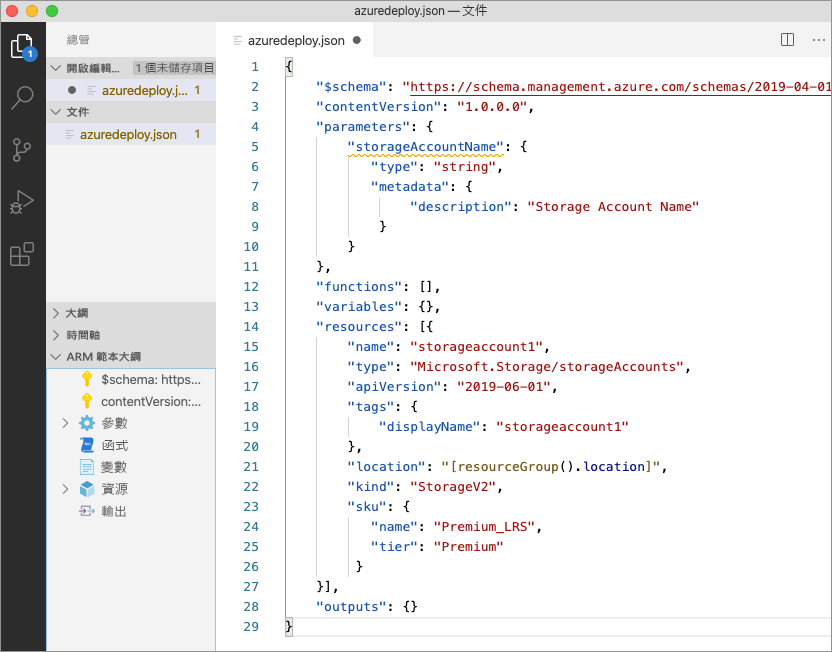 azuredeploy.json — 文件
1
總管
開啟編輯... 1 個未儲存項目
azuredeploy.j... 1
文件
azuredeploy.json 1
大綱
時間軸
ARM 範本大綱
$schema: https...
contentVersion:...
參數
函式
變數
資源
輸出
azuredeploy.json
1 {
2 "$schema": "https://schema.management.azure.com/schemas/2019-04-01
3 "contentVersion": "1.0.0.0",
4 "parameters": {
5 "storageAccountName": {
6 "type": "string",
7 "metadata": {
8 "description": "Storage Account Name"
9 }
10 }
11 },
12 "functions": [],
13 "variables": {},
14 "resources": [{
15 "name": "storageaccount1",
16 "type": "Microsoft.Storage/storageAccounts",
17 "apiVersion": "2019-06-01",
18 "tags": {
19 "displayName": "storageaccount1"
20 },
21 "location": "[resourceGroup().location]",
22 "kind": "StorageV2",
23 "sku": {
24 "name": "Premium_LRS",
25 "tier": "Premium"
26 }
27 }],
28 "outputs": {}
29 }